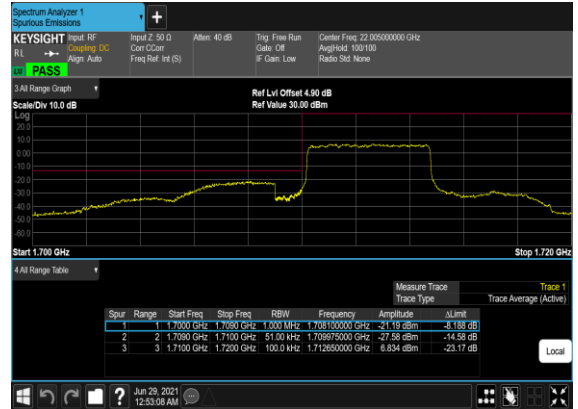 Spectrum Analyzer 1
Spurious Emissions
KEYSIGHT Input: RF Input Z: 50 Ω Atten: 40 dB Trig: Free Run Center Freq: 22.005000000 GHz
RL Coupling: DC Corr CCorr Gate: Off Avg|Hold: 100/100
Align: Auto Freq Ref: Int (S) IF Gain: Low Radio Std: None
PASS
3 All Range Graph
Ref Lvl Offset 4.90 dB
Scale/Div 10.0 dB Ref Value 30.00 dBm
Log
20.0
10.0
0.00
-10.0
-20.0
-30.0
-40.0
-50.0
-60.0
Start 1.700 GHz Stop 1.720 GHz
4 All Range Table
Measure Trace Trace 1
Trace Type Trace Average (Active)
Spur Range Start Freq Stop Freq RBW Frequency Amplitude ΔLimit
1 1 1.7000 GHz 1.7090 GHz 1.000 MHz 1.708100000 GHz -21.19 dBm -8.188 dB
2 2 1.7090 GHz 1.7100 GHz 51.00 kHz 1.709975000 GHz -27.58 dBm -14.58 dB
3 3 1.7100 GHz 1.7200 GHz 100.0 kHz 1.712650000 GHz 6.834 dBm -23.17 dB
Local
?
Jun 29, 2021
12:53:08 AM